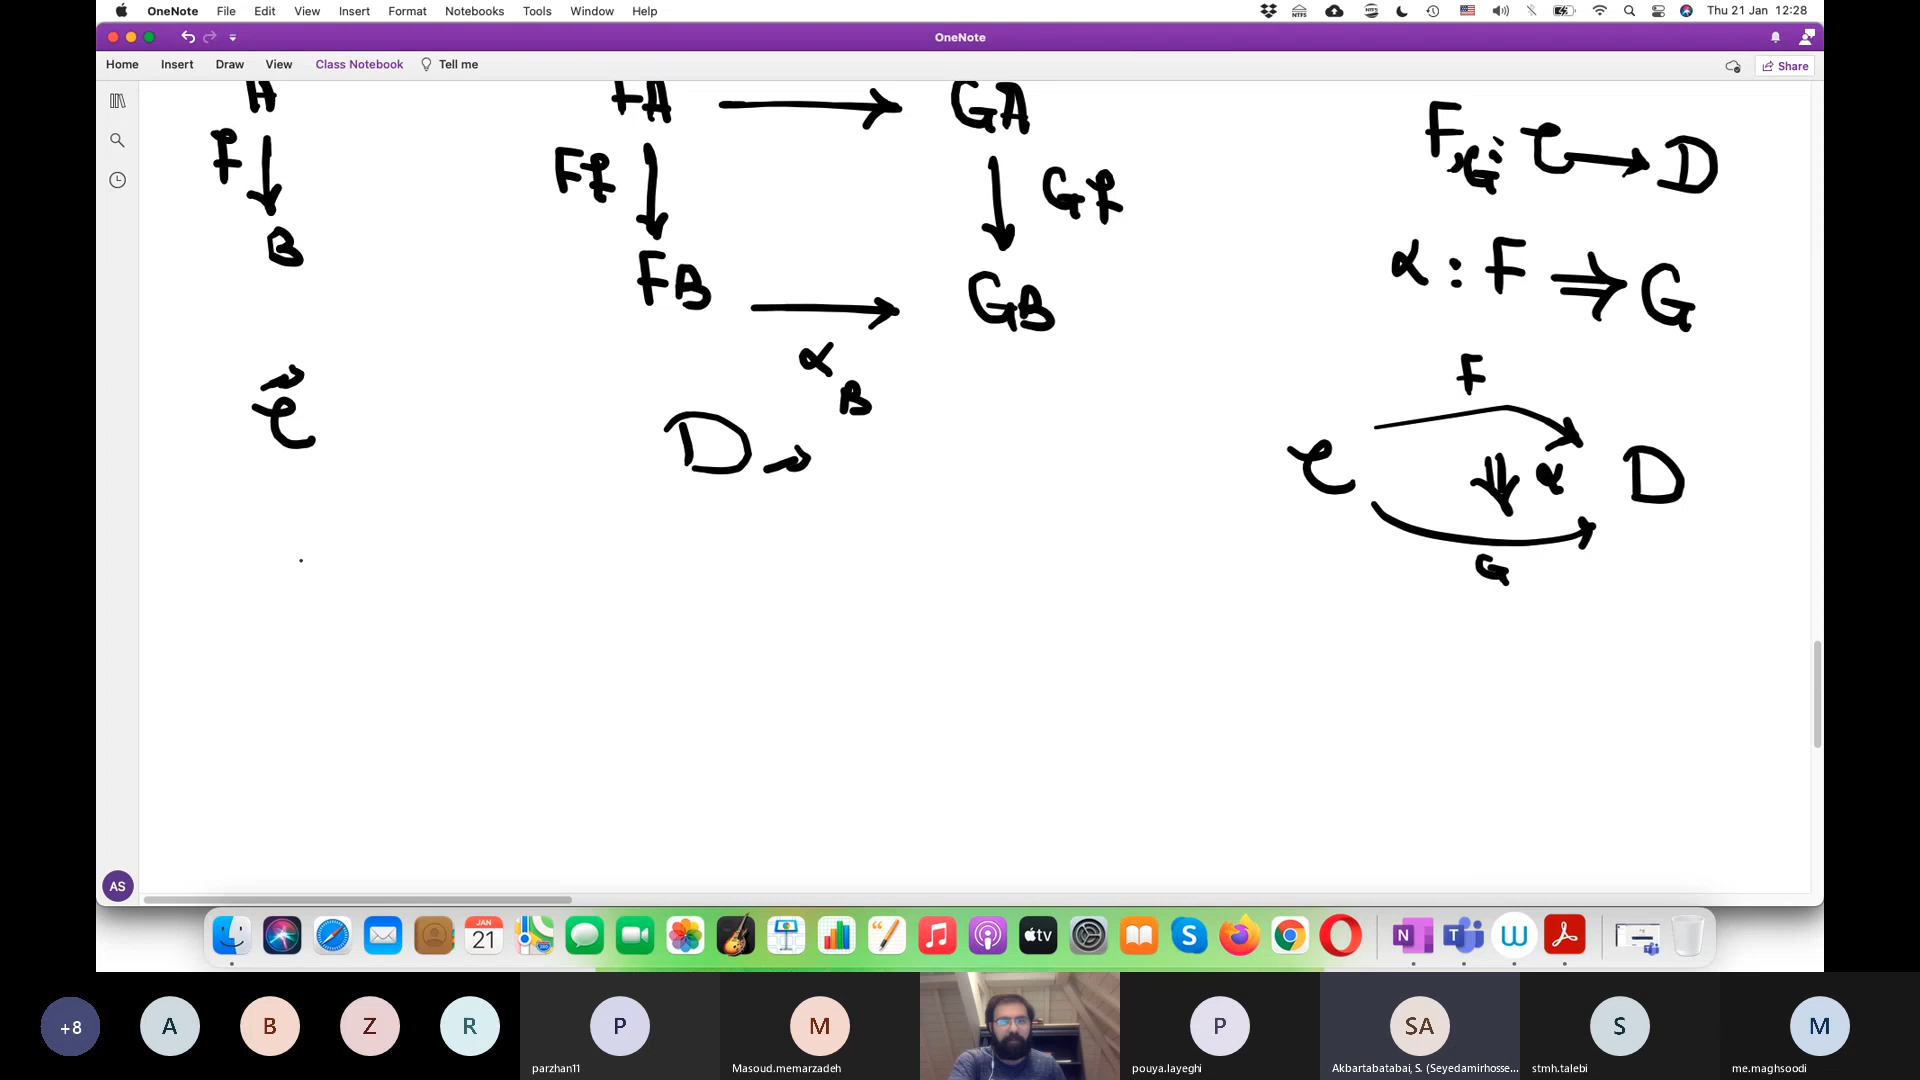 OneNote File Edit View Insert Format Notebooks Tools Window Help Thu 21 Jan 12:28
OneNote
Home Insert Draw View Class Notebook Tell me Share
A FA → GA
f Ff Gf
B
FB → GB
α
B
C D
F, G : C → D
α : F ⇒ G
F
C α D
G
AS
JAN
21
tv
N T W
+8 A B Z R P M P SA S M
parzhan11 Masoud.memarzadeh pouya.layeghi Akbartabatabai, S. (Seyedamirhosse... stmh.talebi me.maghsoodi